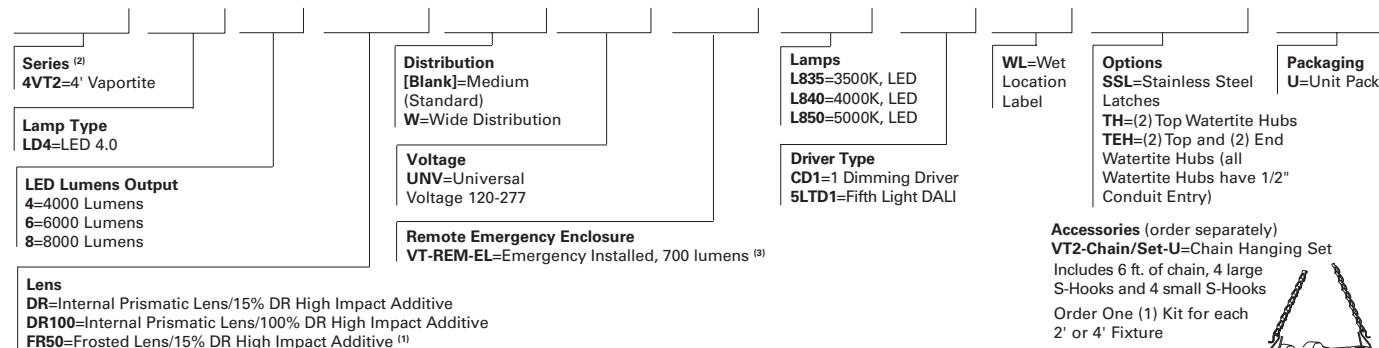 Series (2)
4VT2=4' Vaportite
Lamp Type
LD4=LED 4.0
LED Lumens Output
4=4000 Lumens
6=6000 Lumens
8=8000 Lumens
Lens
DR=Internal Prismatic Lens/15% DR High Impact Additive
DR100=Internal Prismatic Lens/100% DR High Impact Additive
FR50=Frosted Lens/15% DR High Impact Additive (1)
Distribution
[Blank]=Medium
(Standard)
W=Wide Distribution
Voltage
UNV=Universal
Voltage 120-277
Remote Emergency Enclosure
VT-REM-EL=Emergency Installed, 700 lumens (3)
Lamps
L835=3500K, LED
L840=4000K, LED
L850=5000K, LED
Driver Type
CD1=1 Dimming Driver
5LTD1=Fifth Light DALI
WL=Wet
Location
Label
Options
SSL=Stainless Steel
Latches
TH=(2) Top Watertite Hubs
TEH=(2) Top and (2) End
Watertite Hubs (all
Watertite Hubs have 1/2"
Conduit Entry)
Packaging
U=Unit Pack
Accessories (order separately)
VT2-Chain/Set-U=Chain Hanging Set
Includes 6 ft. of chain, 4 large
S-Hooks and 4 small S-Hooks
Order One (1) Kit for each
2' or 4' Fixture